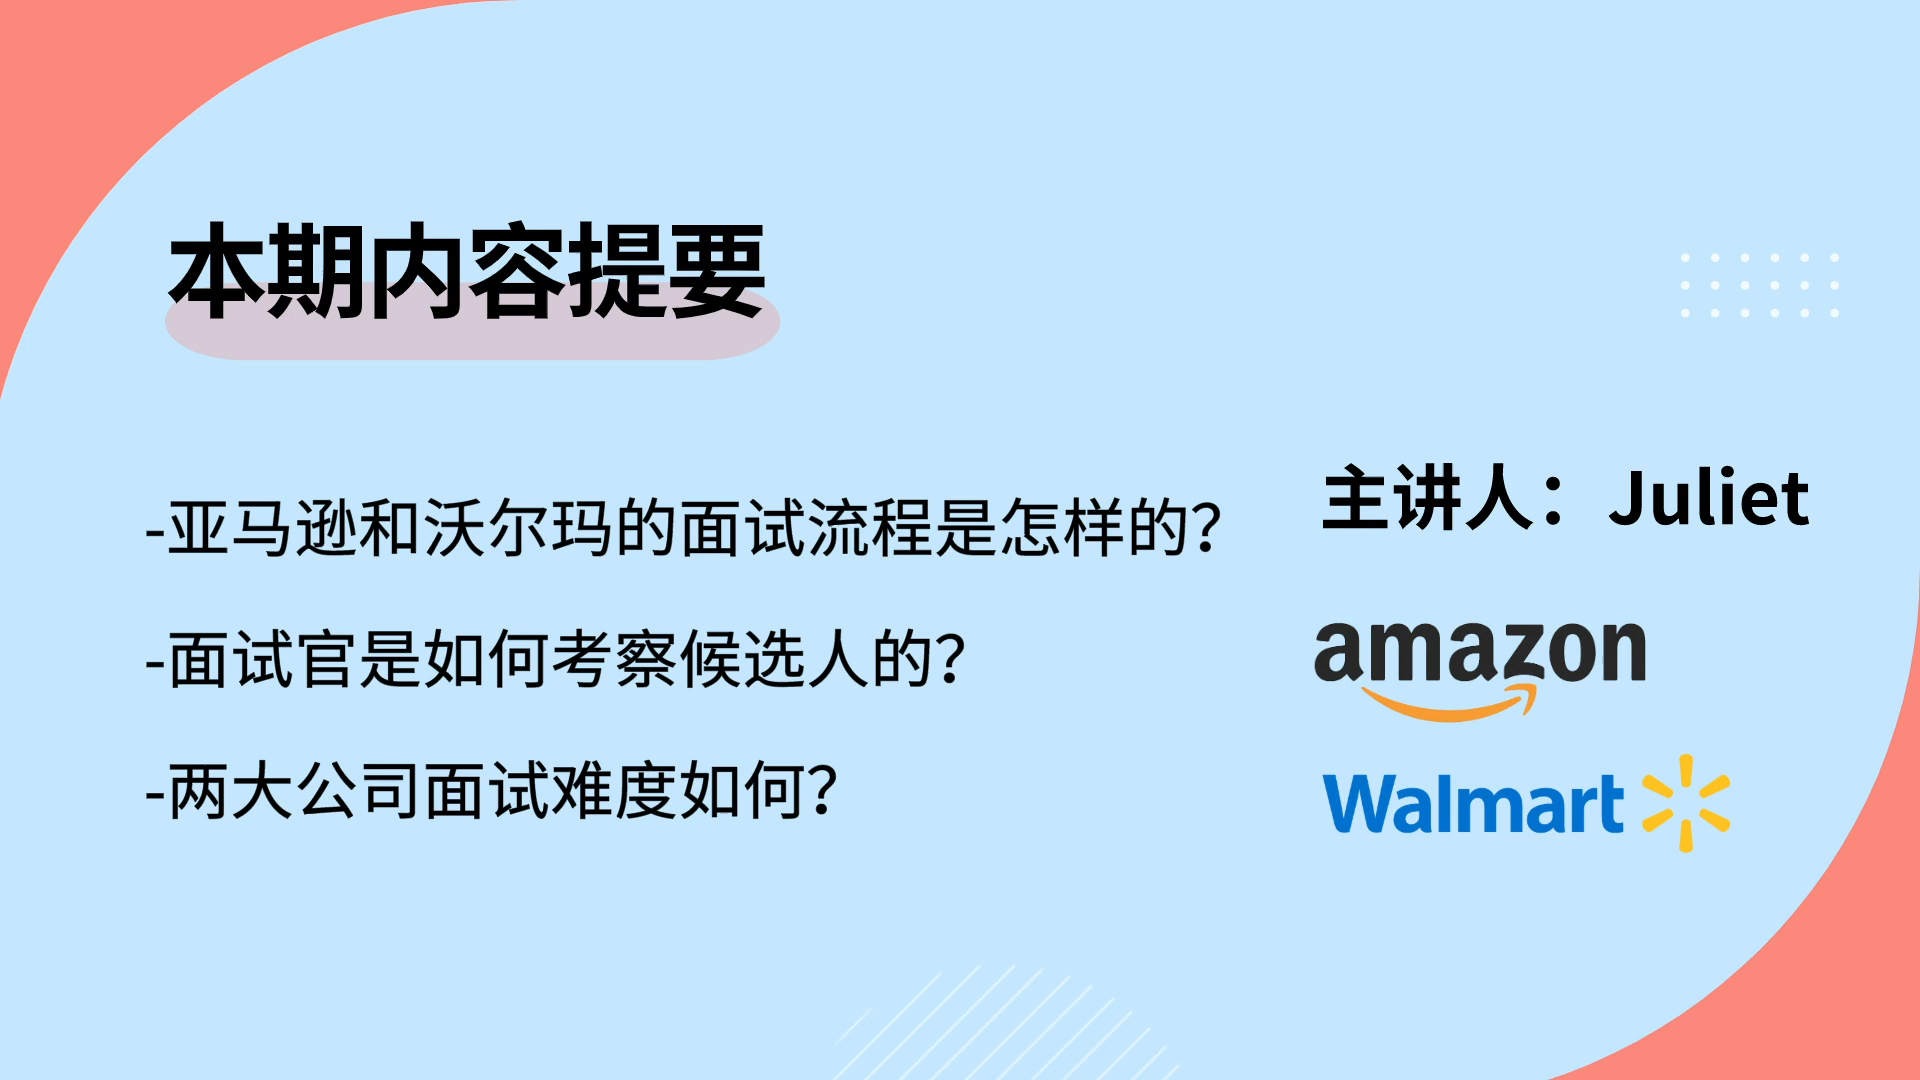 本期内容提要
-亚马逊和沃尔玛的面试流程是怎样的？
-面试官是如何考察候选人的？
-两大公司面试难度如何？
主讲人：Juliet
amazon
Walmart